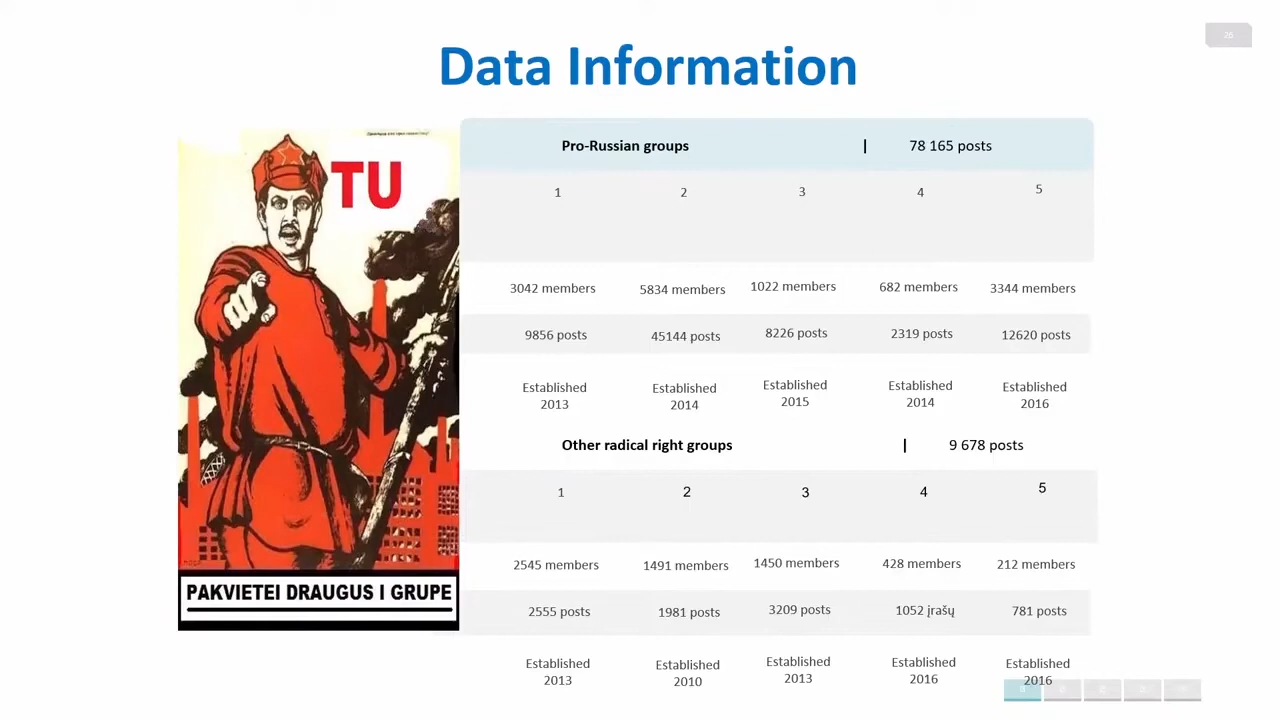 Data Information
26
TU
PAKVIETEI DRAUGUS I GRUPE
Pro-Russian groups | 78 165 posts
1 2 3 4 5
3042 members 5834 members 1022 members 682 members 3344 members
9856 posts 45144 posts 8226 posts 2319 posts 12620 posts
Established 2013 Established 2014 Established 2015 Established 2014 Established 2016
Other radical right groups | 9 678 posts
1 2 3 4 5
2545 members 1491 members 1450 members 428 members 212 members
2555 posts 1981 posts 3209 posts 1052 įrašų 781 posts
Established 2013 Established 2010 Established 2013 Established 2016 Established 2016